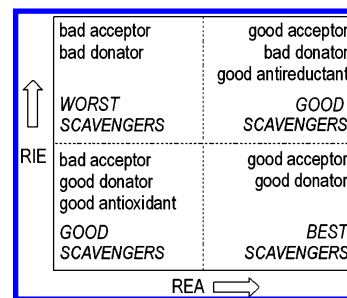 bad acceptor
bad donator
WORST
SCAVENGERS
good acceptor
bad donator
good antireductant
GOOD
SCAVENGERS
RIE
bad acceptor
good donator
good antioxidant
GOOD
SCAVENGERS
good acceptor
good donator
BEST
SCAVENGERS
REA